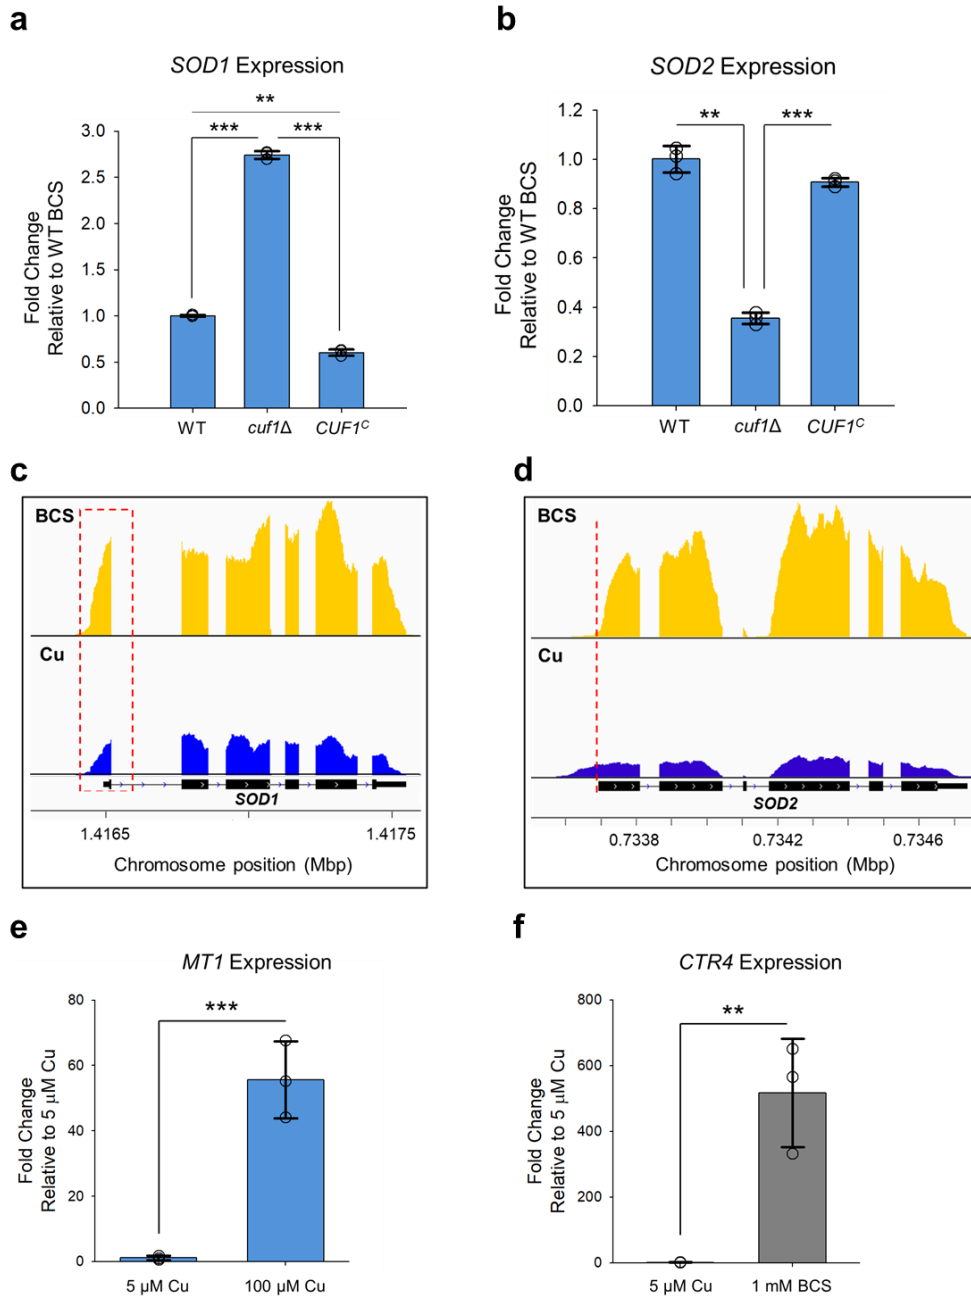 a
SOD1 Expression
**
***
***
Fold Change
Relative to WT BCS
3.0
2.5
2.0
1.5
1.0
0.5
0.0
WT
cuf1Δ
CUF1ᶜ
b
SOD2 Expression
**
***
Fold Change
Relative to WT BCS
1.2
1.0
0.8
0.6
0.4
0.2
0.0
WT
cuf1Δ
CUF1ᶜ
c
BCS
Cu
SOD1
1.4165
1.4175
Chromosome position (Mbp)
d
BCS
Cu
SOD2
0.7338
0.7342
0.7346
Chromosome position (Mbp)
e
MT1 Expression
***
Fold Change
Relative to 5 µM Cu
80
60
40
20
0
5 µM Cu
100 µM Cu
f
CTR4 Expression
**
Fold Change
Relative to 5 µM Cu
800
600
400
200
0
5 µM Cu
1 mM BCS